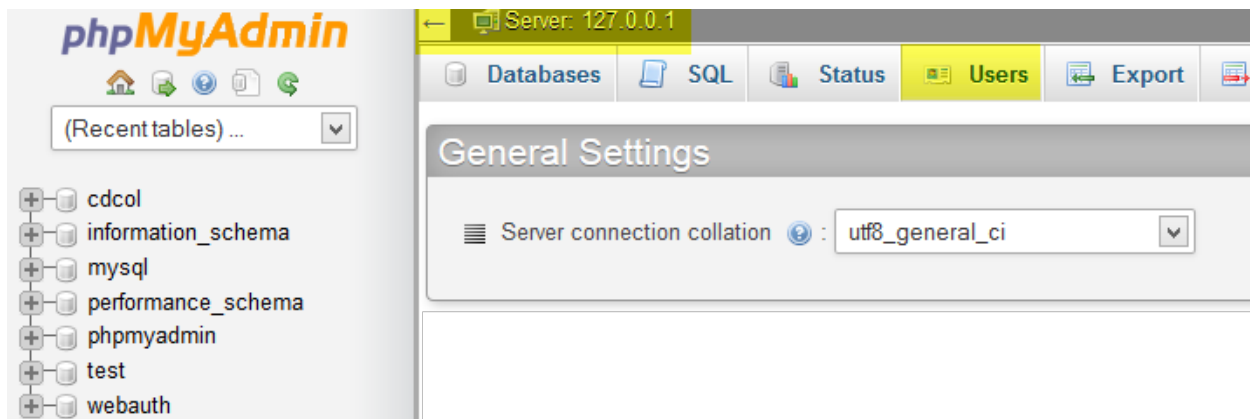 phpMyAdmin
(Recent tables) ...
cdcol
information_schema
mysql
performance_schema
phpmyadmin
test
webauth
← Server: 127.0.0.1
Databases SQL Status Users Export
General Settings
Server connection collation : utf8_general_ci